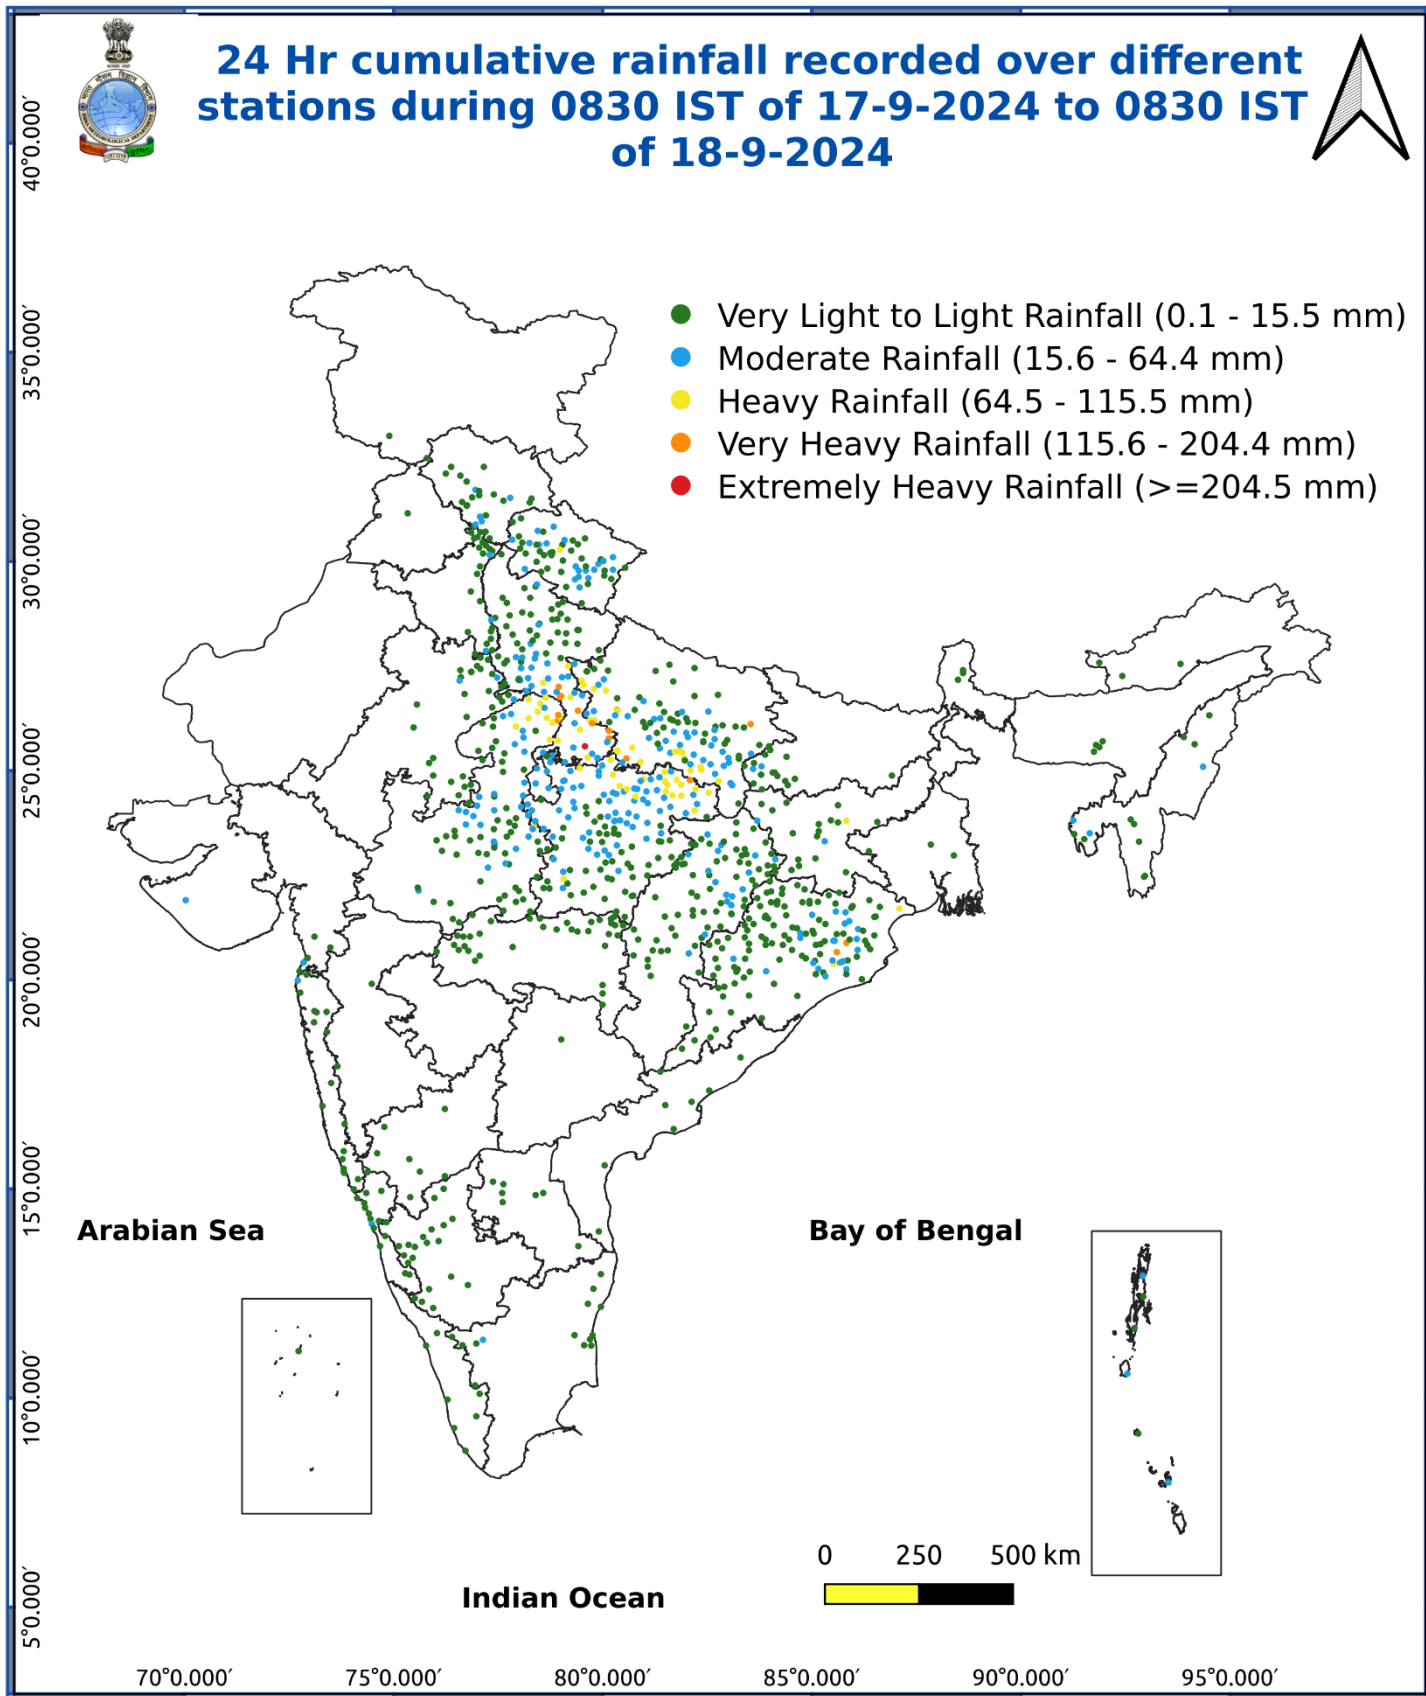 24 Hr cumulative rainfall recorded over different
stations during 0830 IST of 17-9-2024 to 0830 IST
of 18-9-2024
Very Light to Light Rainfall (0.1 - 15.5 mm)
Moderate Rainfall (15.6 - 64.4 mm)
Heavy Rainfall (64.5 - 115.5 mm)
Very Heavy Rainfall (115.6 - 204.4 mm)
Extremely Heavy Rainfall (>=204.5 mm)
40°0.000′
35°0.000′
30°0.000′
25°0.000′
20°0.000′
15°0.000′
10°0.000′
5°0.000′
Arabian Sea
Bay of Bengal
Indian Ocean
0 250 500 km
70°0.000′ 75°0.000′ 80°0.000′ 85°0.000′ 90°0.000′ 95°0.000′